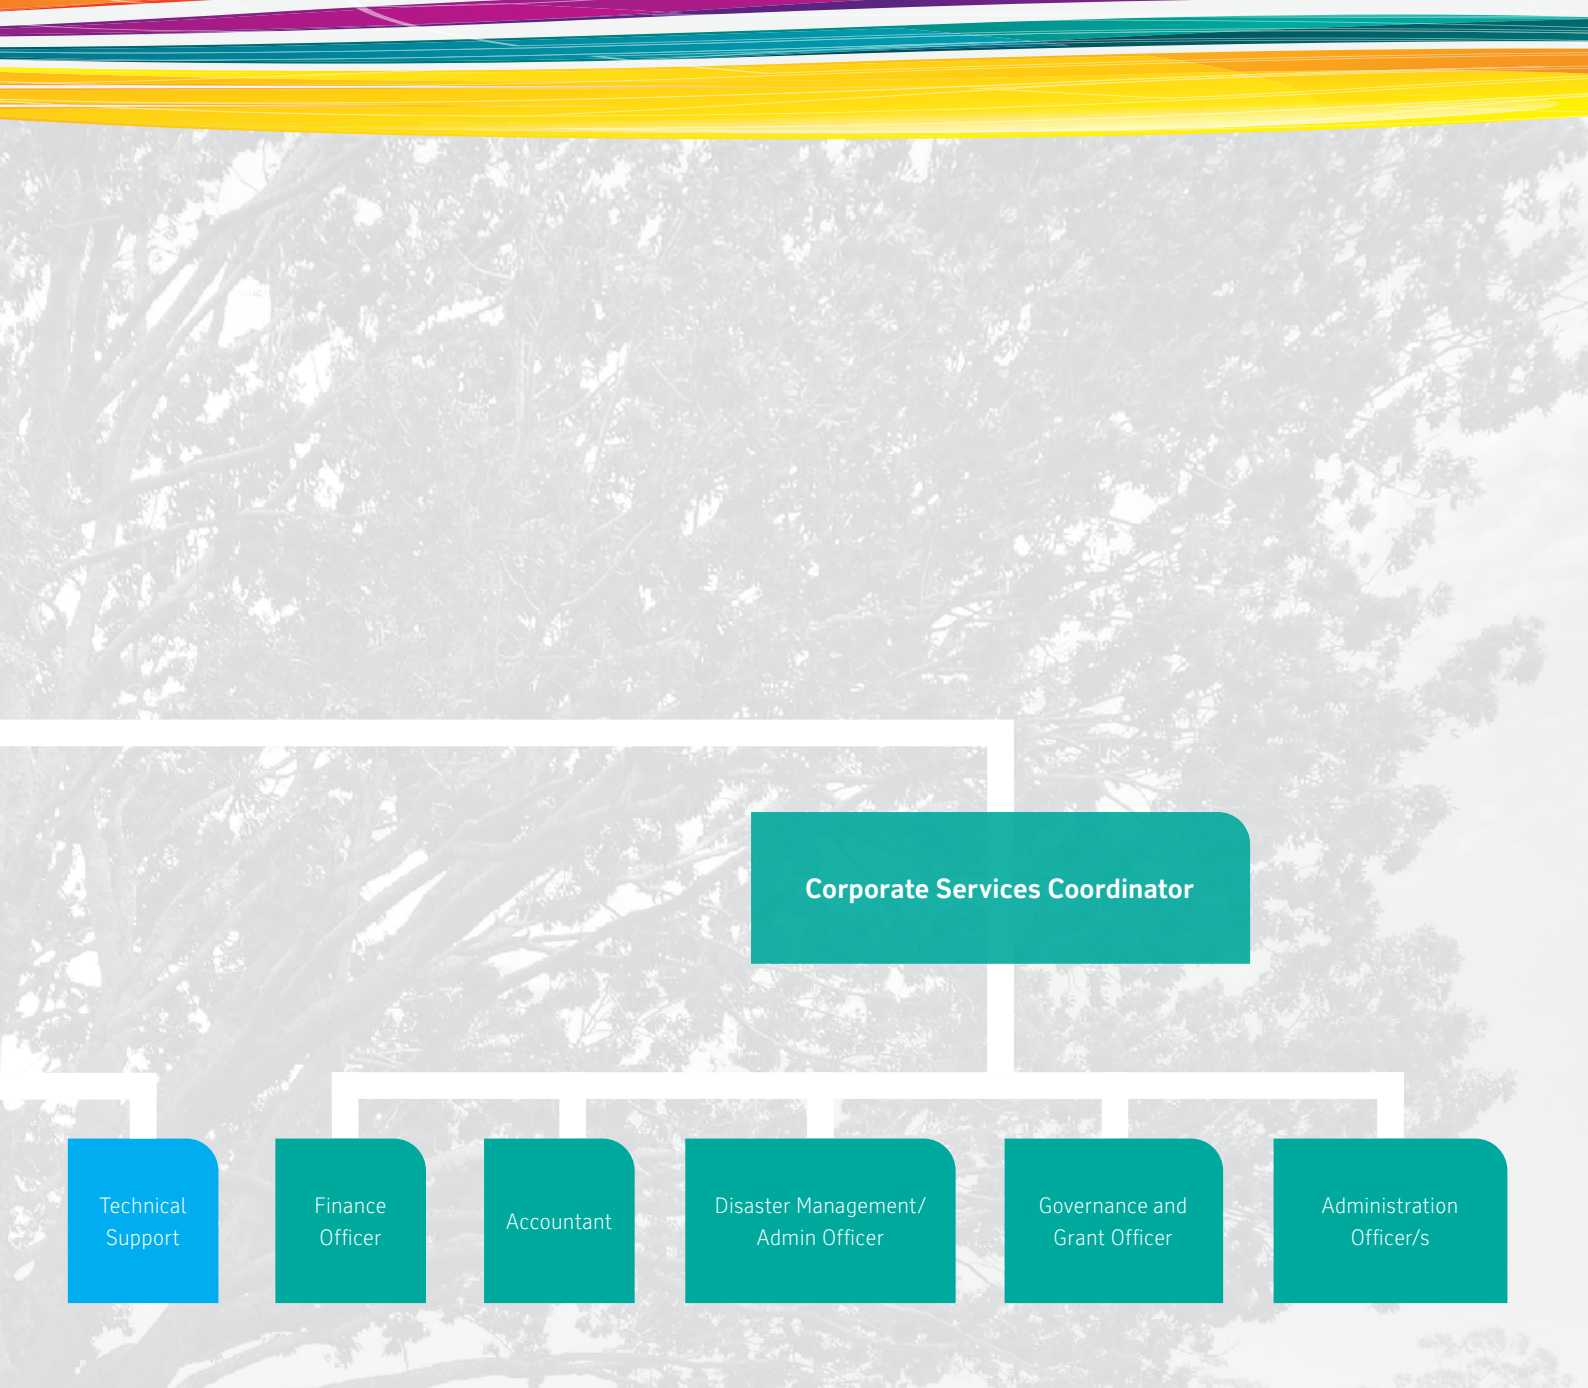 Corporate Services Coordinator
Technical
Support
Finance
Officer
Accountant
Disaster Management/
Admin Officer
Governance and
Grant Officer
Administration
Officer/s